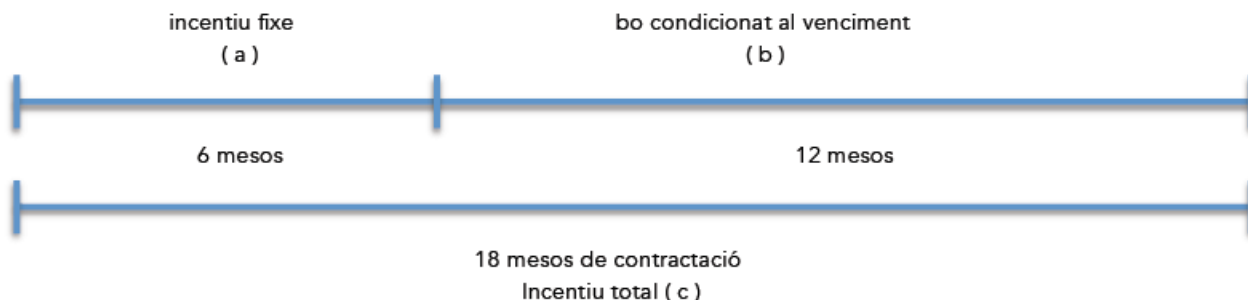 incentiu fixe
( a )
bo condicionat al venciment
( b )
6 mesos
12 mesos
18 mesos de contractació
Incentiu total ( c )